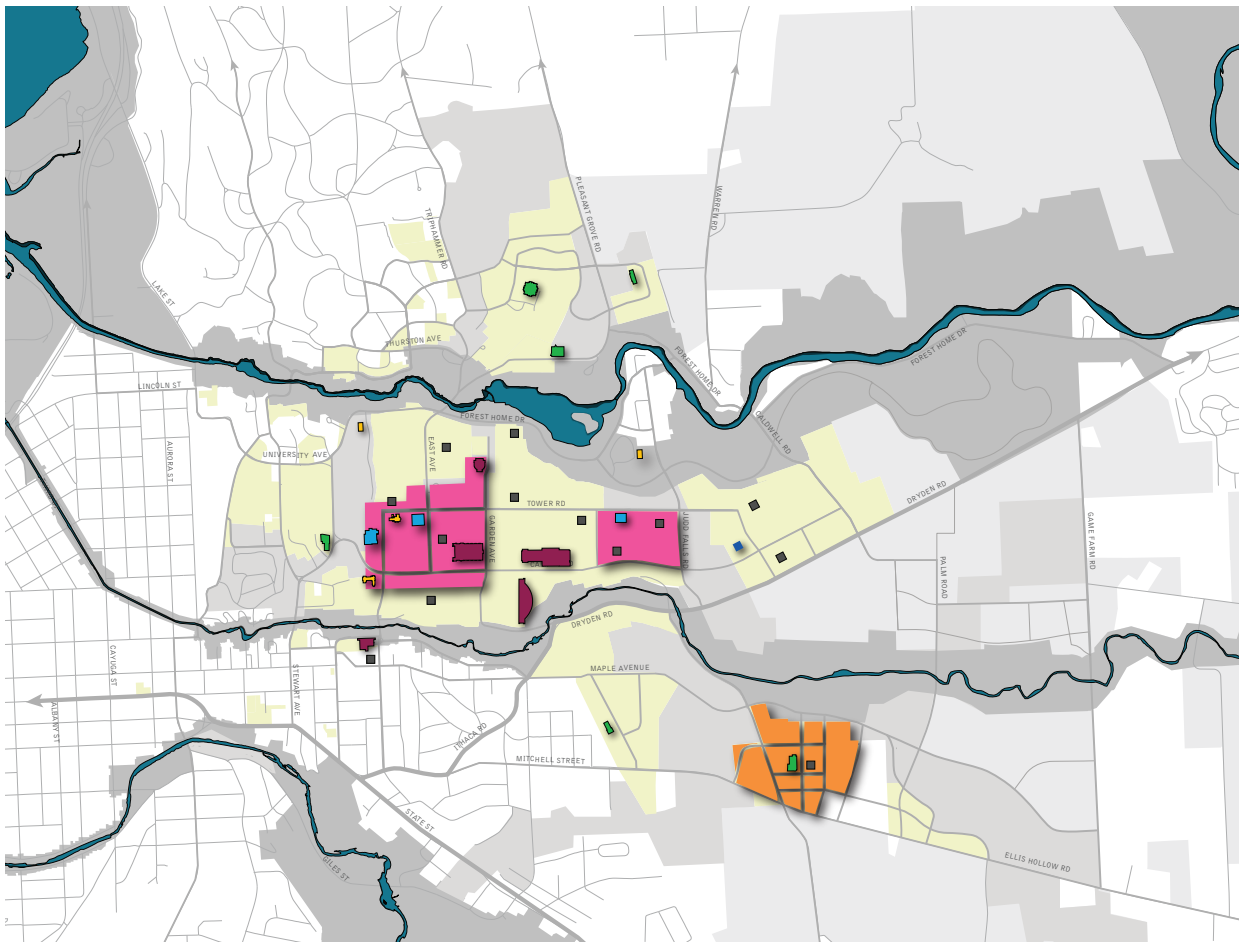 PLEASANT GROVE RD
WARREN RD
TRIPHAMMER RD
LAKE ST
THURSTON AVE
FOREST HOME DR
FOREST HOME DR
LINCOLN ST
FOREST HOME DR
CALDWELL RD
EAST AVE
AURORA ST
UNIVERSITY AVE
DRYDEN RD
TOWER RD
GARDEN AVE
JUDD FALLS RD
GAME FARM RD
PALM ROAD
DRYDEN RD
CAYUGA ST
STEWART AVE
MAPLE AVENUE
ALBANY ST
ITHACA RD
MITCHELL STREET
STATE ST
GILES ST
ELLIS HOLLOW RD